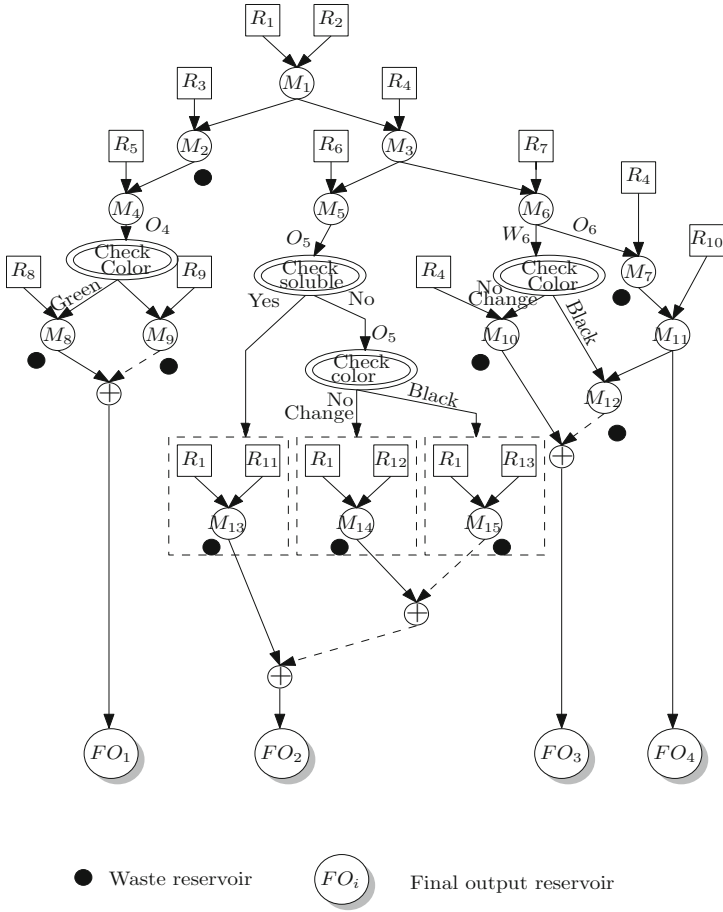 R₁ R₂
M₁
R₃ R₄
M₂ M₃
R₅ R₆ R₇
M₄ M₅ M₆ R₄
O₄ O₅ W₆ O₆
R₈ Check Color R₉
Check soluble
R₄ Check Color M₇ R₁₀
Green Yes No No Change Black
M₈ M₉ O₅ M₁₀ M₁₁
Check color
No Change Black M₁₂
R₁ R₁₁ R₁ R₁₂ R₁ R₁₃
M₁₃ M₁₄ M₁₅
FO₁ FO₂ FO₃ FO₄
Waste reservoir FOᵢ Final output reservoir